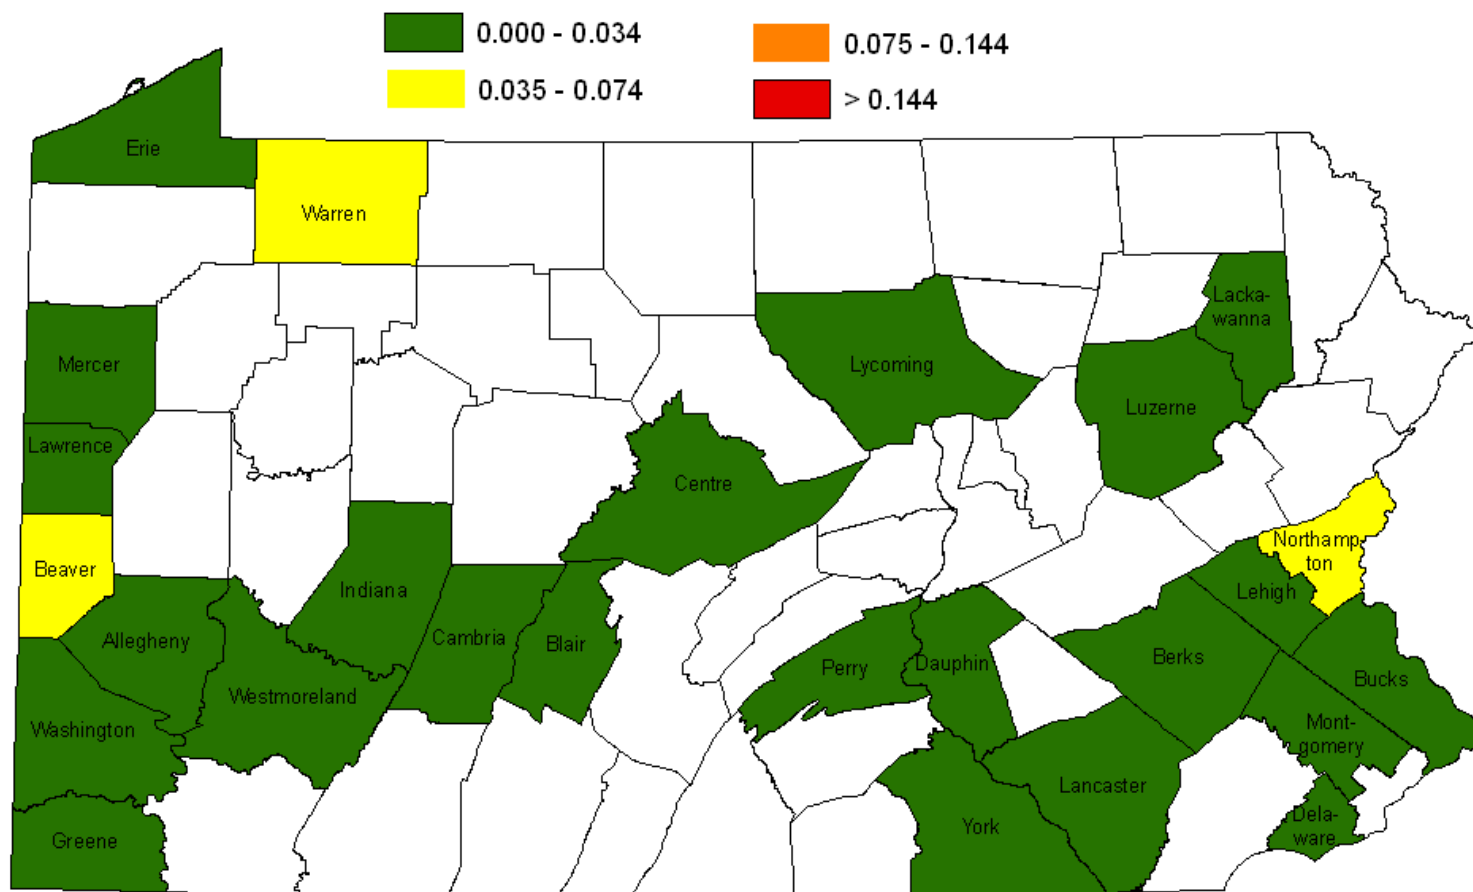 0.000 - 0.034
0.075 - 0.144
0.035 - 0.074
> 0.144
Erie
Warren
Lacka-
wanna
Mercer
Lycoming
Luzerne
Lawrence
Centre
Northamp
ton
Beaver
Indiana
Lehigh
Allegheny
Cambria
Blair
Westmoreland
Perry
Dauphin
Berks
Bucks
Washington
Mont-
gomery
Lancaster
Greene
York
Dela-
ware